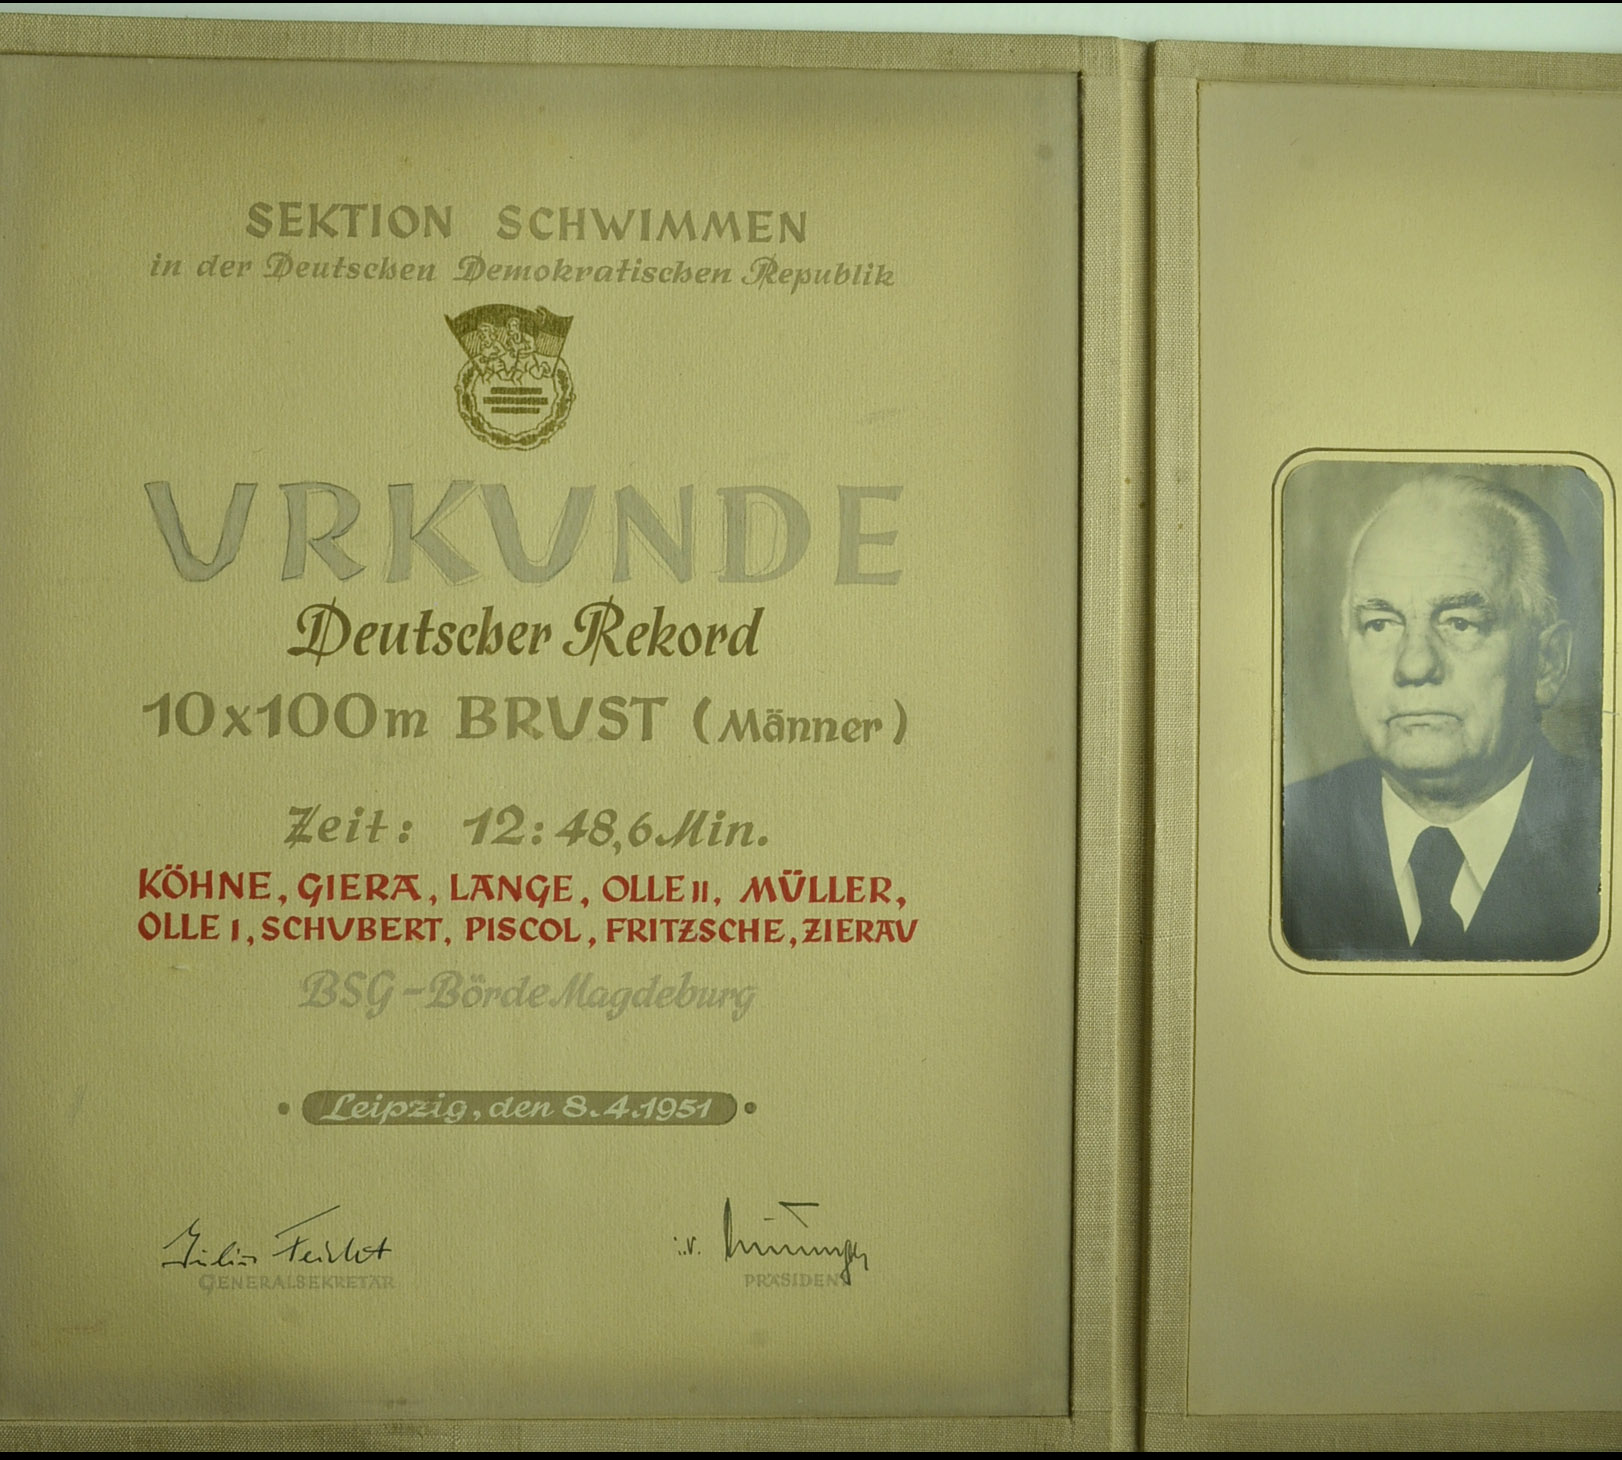 SEKTION SCHWIMMEN
in der Deutschen Demokratischen Republik
URKUNDE
Deutscher Rekord
10x100m BRUST (Männer)
Zeit: 12:48,6 Min.
KÖHNE, GIERA, LANGE, OLLE II, MÜLLER,
OLLE I, SCHUBERT, PISCOL, FRITZSCHE, ZIERAU
BSG-Börde Magdeburg
Leipzig, den 8.4.1951
Julius Feicht
i.V.
GENERALSEKRETÄR PRÄSIDENT